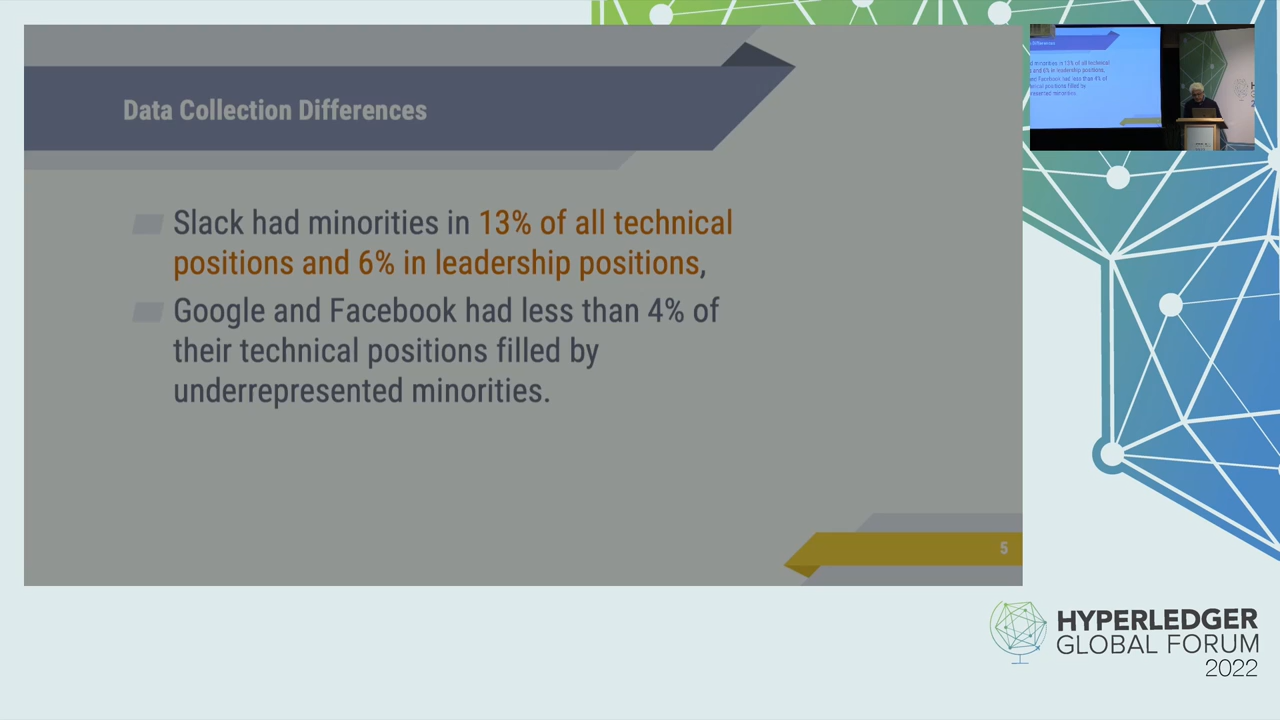 Data Collection Differences
Slack had minorities in 13% of all technical
positions and 6% in leadership positions,
Google and Facebook had less than 4% of
their technical positions filled by
underrepresented minorities.
5
HYPERLEDGER
GLOBAL FORUM
2022